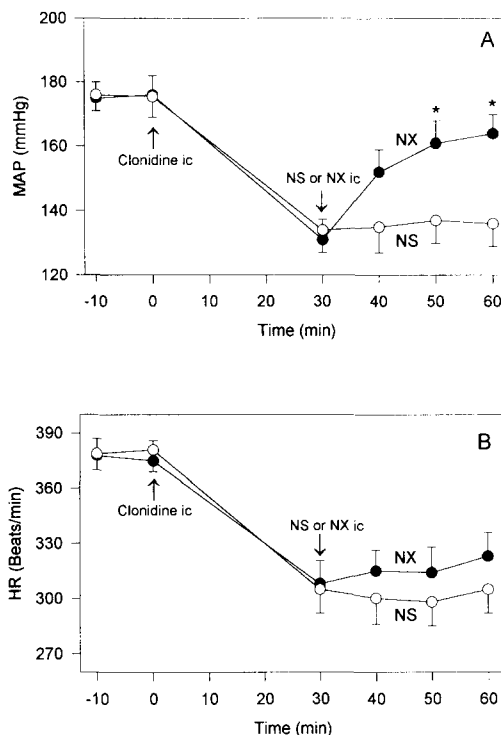 200
A
180
*
*
NX
MAP (mmHg)
160
Clonidine ic
NS or NX ic
140
NS
120
-10 0 10 20 30 40 50 60
Time (min)
390
B
360
Clonidine ic
NS or NX ic
HR (Beats/min)
330
NX
300
NS
270
-10 0 10 20 30 40 50 60
Time (min)